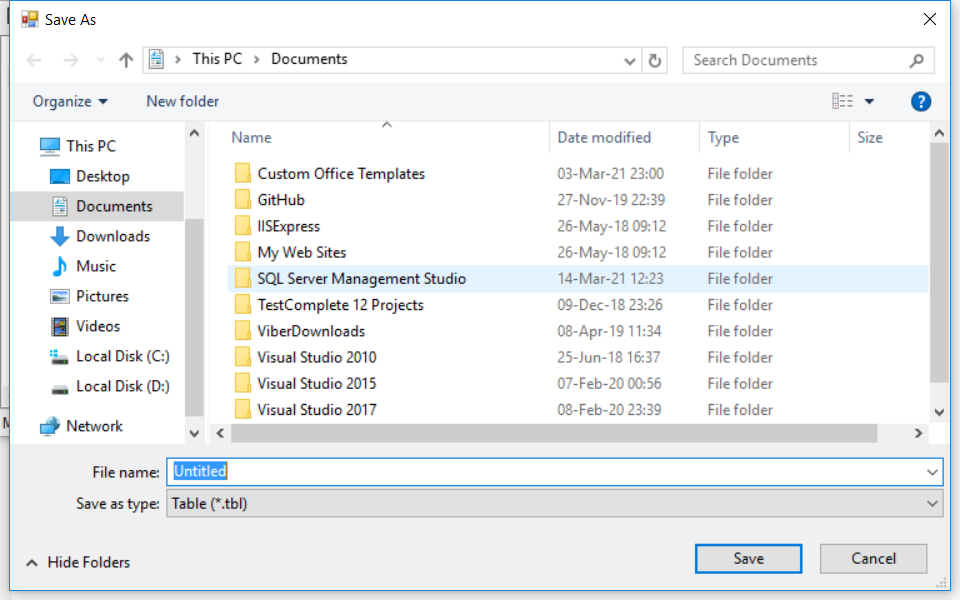 Save As
This PC > Documents
Search Documents
Organize
New folder
?
This PC
Desktop
Documents
Downloads
Music
Pictures
Videos
Local Disk (C:)
Local Disk (D:)
Network
Name Date modified Type Size
Custom Office Templates 03-Mar-21 23:00 File folder
GitHub 27-Nov-19 22:39 File folder
IISExpress 26-May-18 09:12 File folder
My Web Sites 26-May-18 09:12 File folder
SQL Server Management Studio 14-Mar-21 12:23 File folder
TestComplete 12 Projects 09-Dec-18 23:26 File folder
ViberDownloads 08-Apr-19 11:34 File folder
Visual Studio 2010 25-Jun-18 16:37 File folder
Visual Studio 2015 07-Feb-20 00:56 File folder
Visual Studio 2017 08-Feb-20 23:39 File folder
File name: Untitled
Save as type: Table (*.tbl)
Hide Folders
Save
Cancel